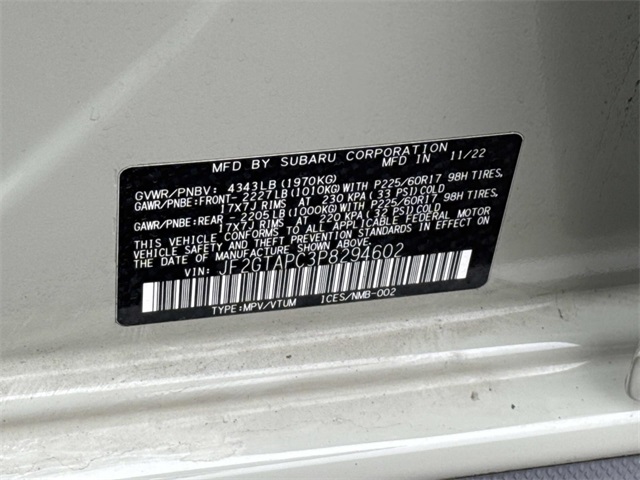 MFD BY SUBARU CORPORATION MFD IN 11/22
GVWR/PNBV: 4343LB(1970KG)
GAWR/PNBE:FRONT- 2227LB(1010KG)WITH P225/60R17 98H TIRES,
17X7J RIMS AT 230 KPA(33 PSI)COLD
GAWR/PNBE:REAR - 2205LB(1000KG)WITH P225/60R17 98H TIRES,
17X7J RIMS AT 220 KPA(32 PSI)COLD
THIS VEHICLE CONFORMS TO ALL APPLICABLE FEDERAL MOTOR
VEHICLE SAFETY STANDARDS IN EFFECT ON
THE DATE OF MANUFACTURE SHOWN ABOVE.
VIN: JF2GTAPC3P8294602
TYPE:MPV/VTUM ICES/NMB-002